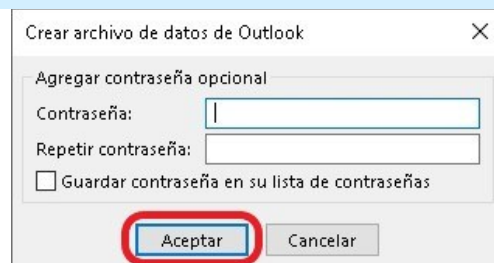 Crear archivo de datos de Outlook
Agregar contraseña opcional
Contraseña:
Repetir contraseña:
Guardar contraseña en su lista de contraseñas
Aceptar Cancelar